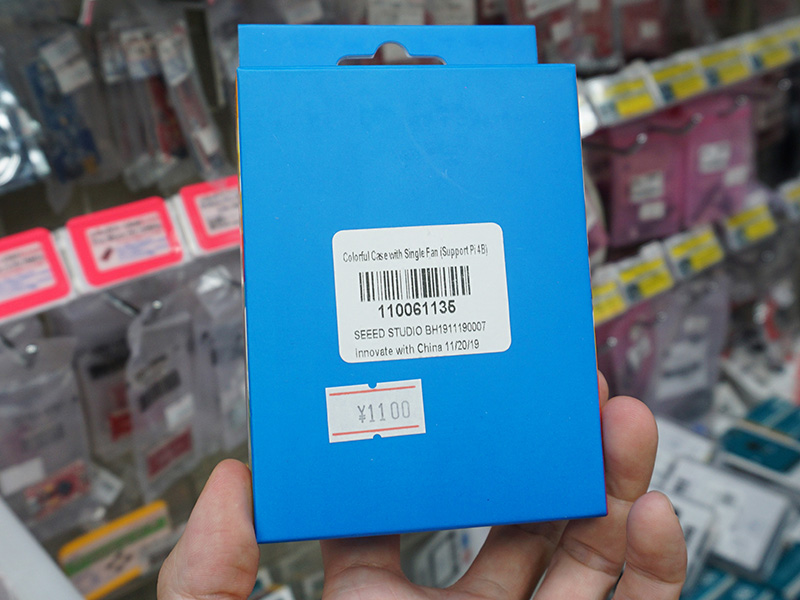 Colorful Case with Single Fan (Support Pi 4B)
110061135
SEEED STUDIO BH1911190007
innovate with China 11/20/19
¥1100